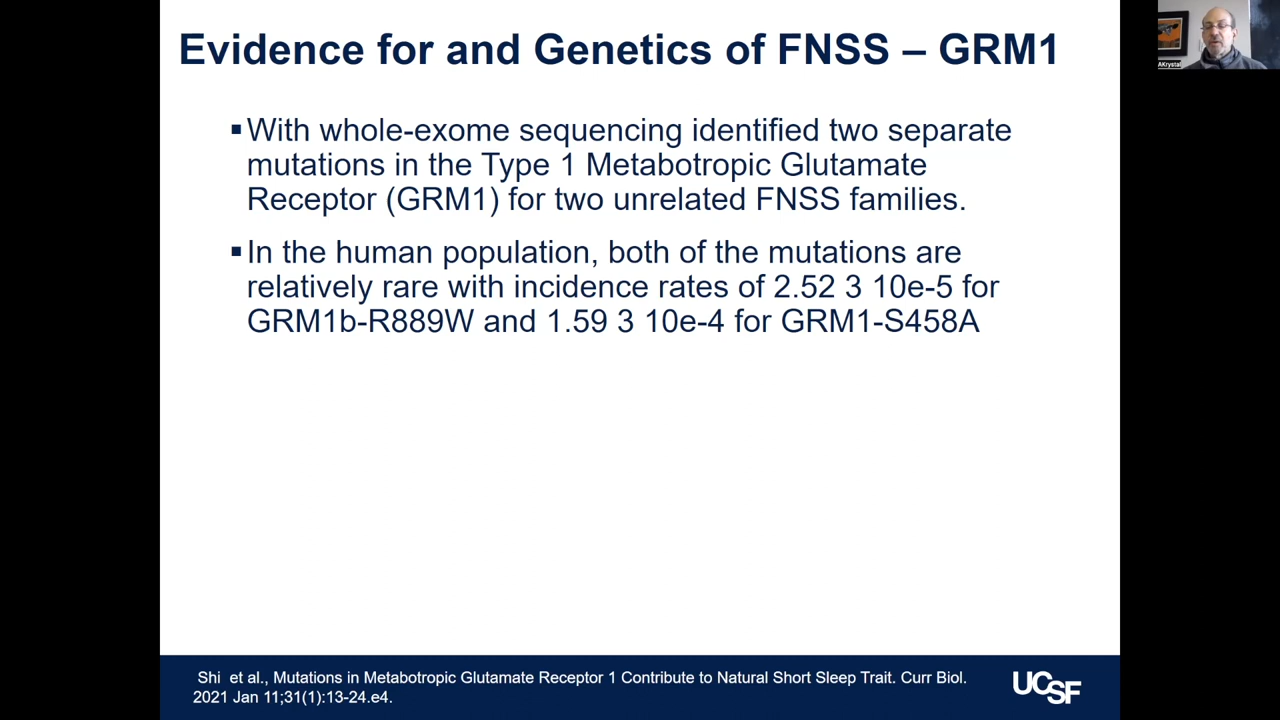 Evidence for and Genetics of FNSS – GRM1
AKrystal
▪With whole-exome sequencing identified two separate
mutations in the Type 1 Metabotropic Glutamate
Receptor (GRM1) for two unrelated FNSS families.
▪In the human population, both of the mutations are
relatively rare with incidence rates of 2.52 3 10e-5 for
GRM1b-R889W and 1.59 3 10e-4 for GRM1-S458A
Shi et al., Mutations in Metabotropic Glutamate Receptor 1 Contribute to Natural Short Sleep Trait. Curr Biol.
2021 Jan 11;31(1):13-24.e4.
UCSF